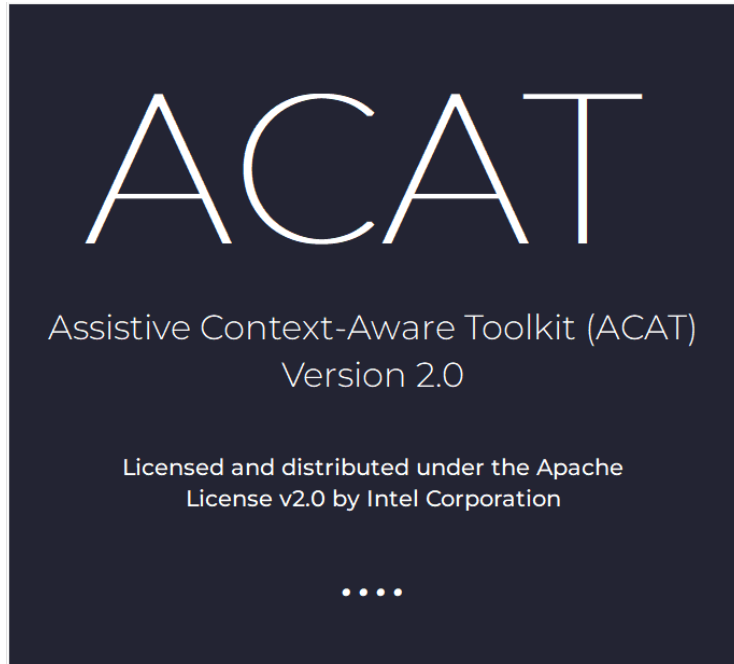 ACAT
Assistive Context-Aware Toolkit (ACAT)
Version 2.0
Licensed and distributed under the Apache
License v2.0 by Intel Corporation
....